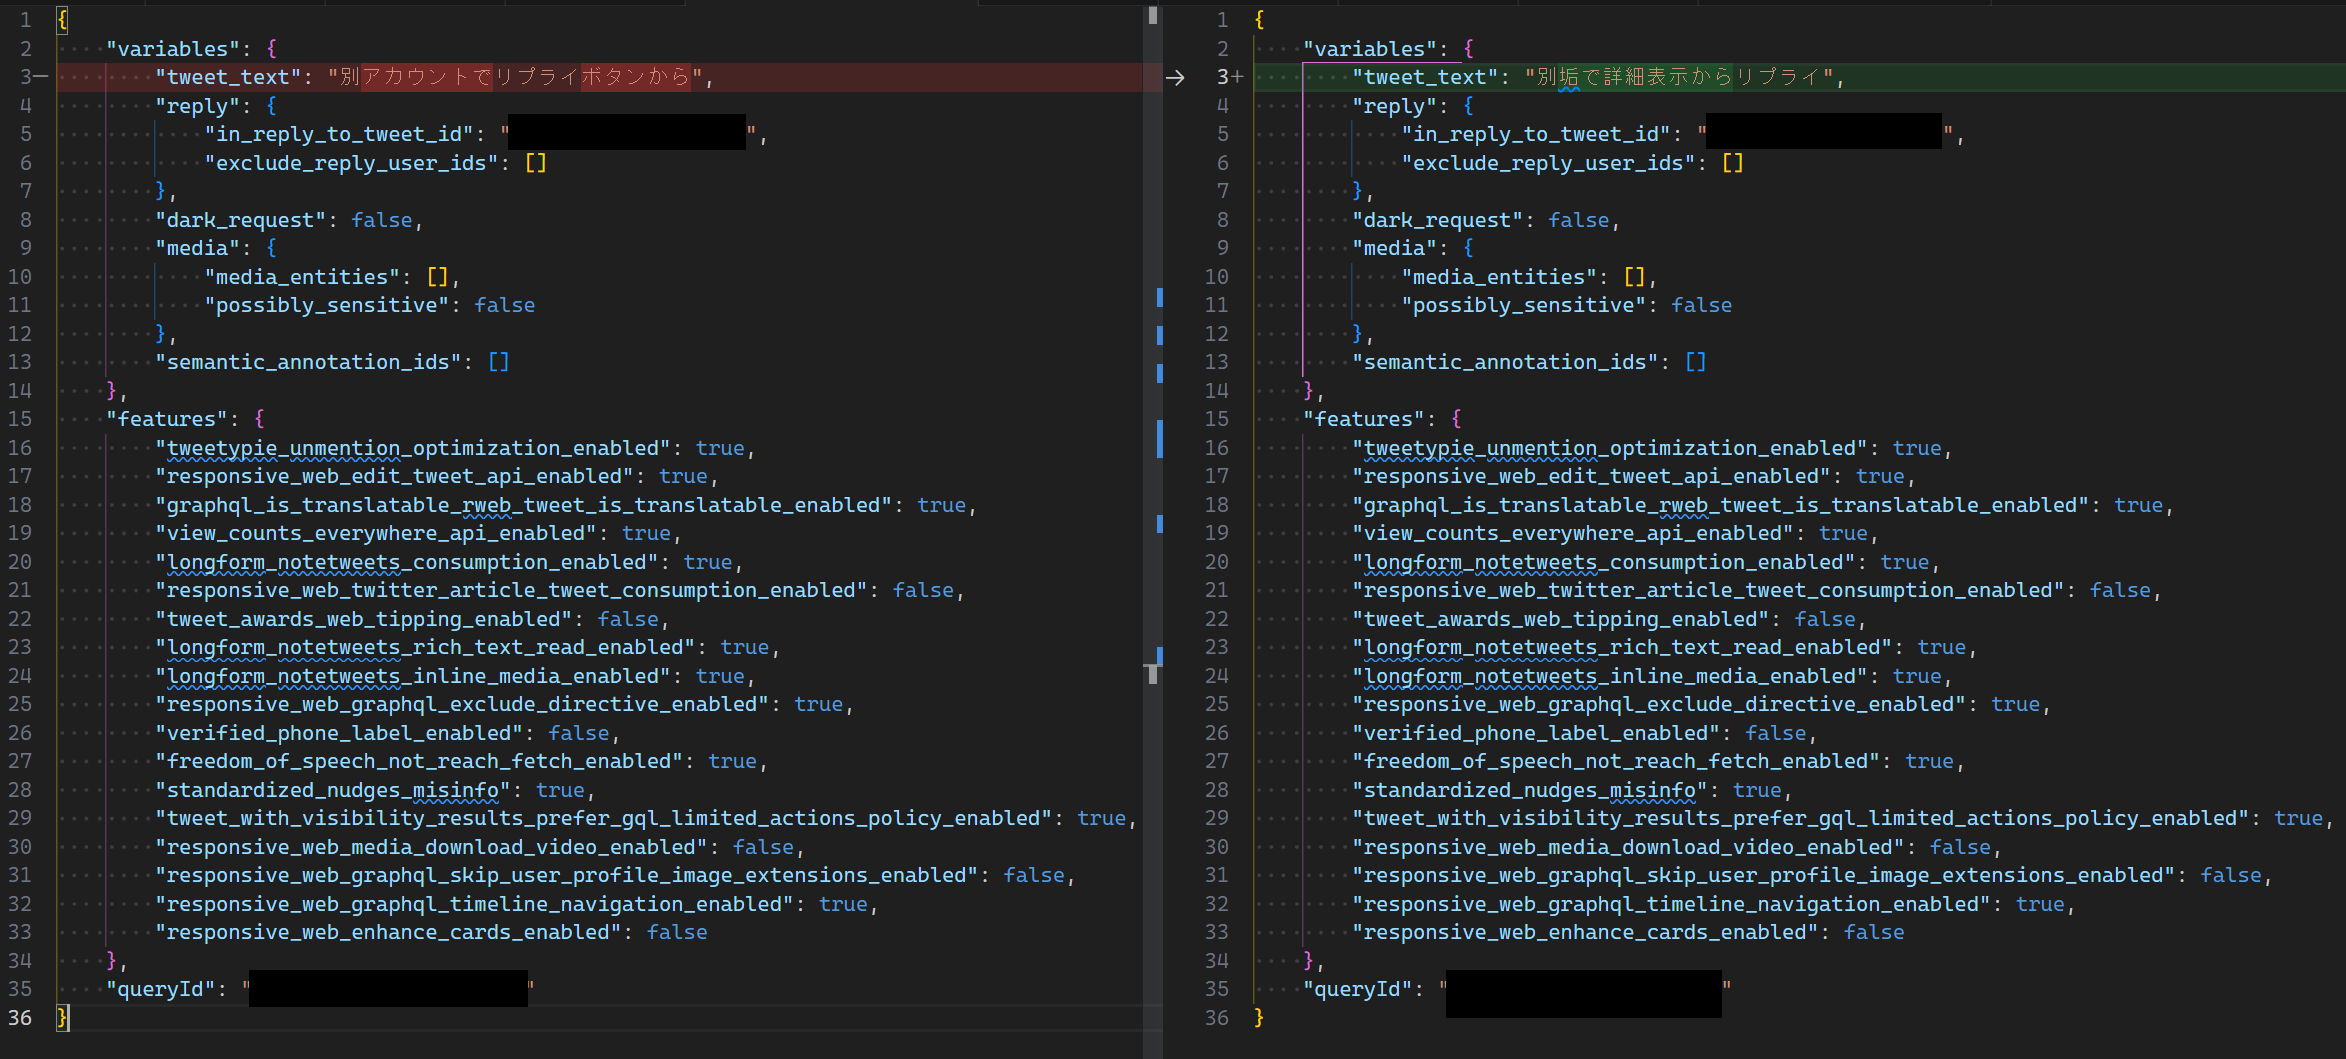 1 {
2 "variables": {
3— "tweet_text": "別アカウントでリプライボタンから",
4 "reply": {
5 "in_reply_to_tweet_id": "",
6 "exclude_reply_user_ids": []
7 },
8 "dark_request": false,
9 "media": {
10 "media_entities": [],
11 "possibly_sensitive": false
12 },
13 "semantic_annotation_ids": []
14 },
15 "features": {
16 "tweetypie_unmention_optimization_enabled": true,
17 "responsive_web_edit_tweet_api_enabled": true,
18 "graphql_is_translatable_rweb_tweet_is_translatable_enabled": true,
19 "view_counts_everywhere_api_enabled": true,
20 "longform_notetweets_consumption_enabled": true,
21 "responsive_web_twitter_article_tweet_consumption_enabled": false,
22 "tweet_awards_web_tipping_enabled": false,
23 "longform_notetweets_rich_text_read_enabled": true,
24 "longform_notetweets_inline_media_enabled": true,
25 "responsive_web_graphql_exclude_directive_enabled": true,
26 "verified_phone_label_enabled": false,
27 "freedom_of_speech_not_reach_fetch_enabled": true,
28 "standardized_nudges_misinfo": true,
29 "tweet_with_visibility_results_prefer_gql_limited_actions_policy_enabled": true,
30 "responsive_web_media_download_video_enabled": false,
31 "responsive_web_graphql_skip_user_profile_image_extensions_enabled": false,
32 "responsive_web_graphql_timeline_navigation_enabled": true,
33 "responsive_web_enhance_cards_enabled": false
34 },
35 "queryId": ""
36 }
1 {
2 "variables": {
→ 3+ "tweet_text": "別垢で詳細表示からリプライ",
4 "reply": {
5 "in_reply_to_tweet_id": "",
6 "exclude_reply_user_ids": []
7 },
8 "dark_request": false,
9 "media": {
10 "media_entities": [],
11 "possibly_sensitive": false
12 },
13 "semantic_annotation_ids": []
14 },
15 "features": {
16 "tweetypie_unmention_optimization_enabled": true,
17 "responsive_web_edit_tweet_api_enabled": true,
18 "graphql_is_translatable_rweb_tweet_is_translatable_enabled": true,
19 "view_counts_everywhere_api_enabled": true,
20 "longform_notetweets_consumption_enabled": true,
21 "responsive_web_twitter_article_tweet_consumption_enabled": false,
22 "tweet_awards_web_tipping_enabled": false,
23 "longform_notetweets_rich_text_read_enabled": true,
24 "longform_notetweets_inline_media_enabled": true,
25 "responsive_web_graphql_exclude_directive_enabled": true,
26 "verified_phone_label_enabled": false,
27 "freedom_of_speech_not_reach_fetch_enabled": true,
28 "standardized_nudges_misinfo": true,
29 "tweet_with_visibility_results_prefer_gql_limited_actions_policy_enabled": true,
30 "responsive_web_media_download_video_enabled": false,
31 "responsive_web_graphql_skip_user_profile_image_extensions_enabled": false,
32 "responsive_web_graphql_timeline_navigation_enabled": true,
33 "responsive_web_enhance_cards_enabled": false
34 },
35 "queryId": ""
36 }